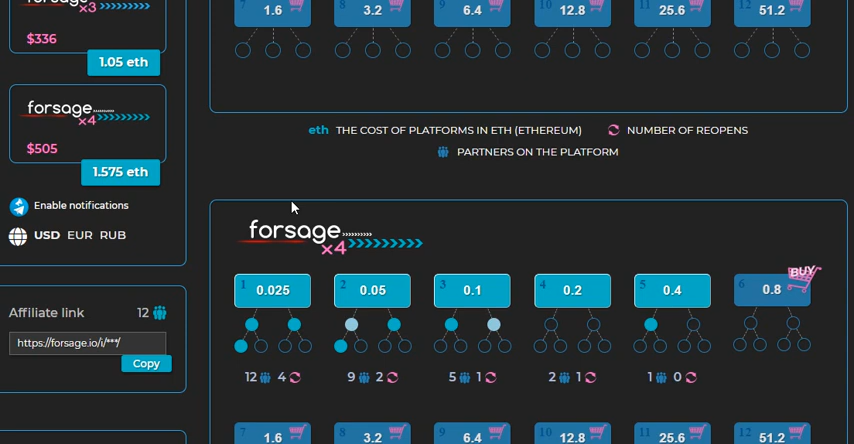 forsage
x3 »»»»»
$336
1.05 eth
forsage
x4 »»»»»
$505
1.575 eth
Enable notifications
USD EUR RUB
Affiliate link 12
https://forsage.io/i/***/
Copy
7 1.6 8 3.2 9 6.4 10 12.8 11 25.6 12 51.2
eth THE COST OF PLATFORMS IN ETH (ETHEREUM) NUMBER OF REOPENS
PARTNERS ON THE PLATFORM
forsage
x4 »»»»»
1 0.025 2 0.05 3 0.1 4 0.2 5 0.4 6 0.8 BUY
12 4 9 2 5 1 2 1 1 0
7 1.6 8 3.2 9 6.4 10 12.8 11 25.6 12 51.2